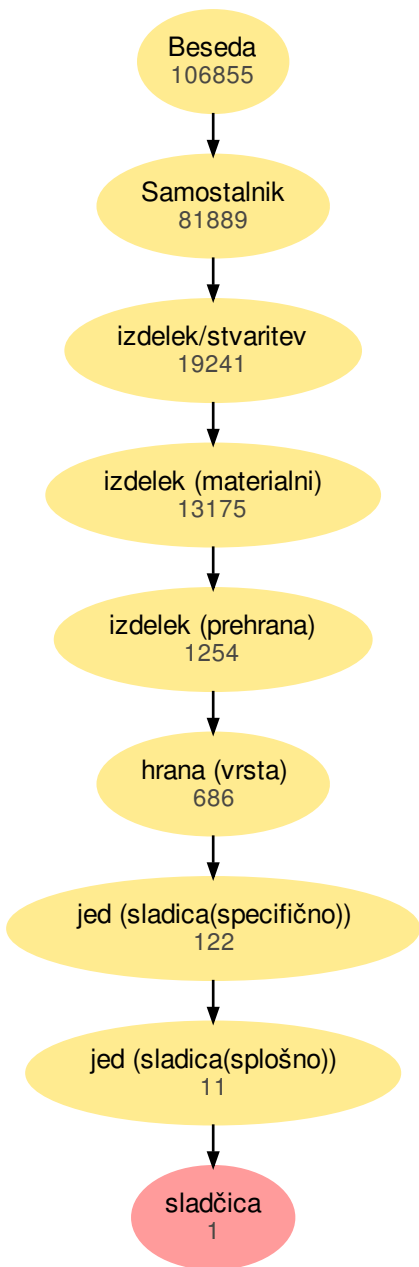 Beseda
106855
Samostalnik
81889
izdelek/stvaritev
19241
izdelek (materialni)
13175
izdelek (prehrana)
1254
hrana (vrsta)
686
jed (sladica(specifično))
122
jed (sladica(splošno))
11
sladčica
1